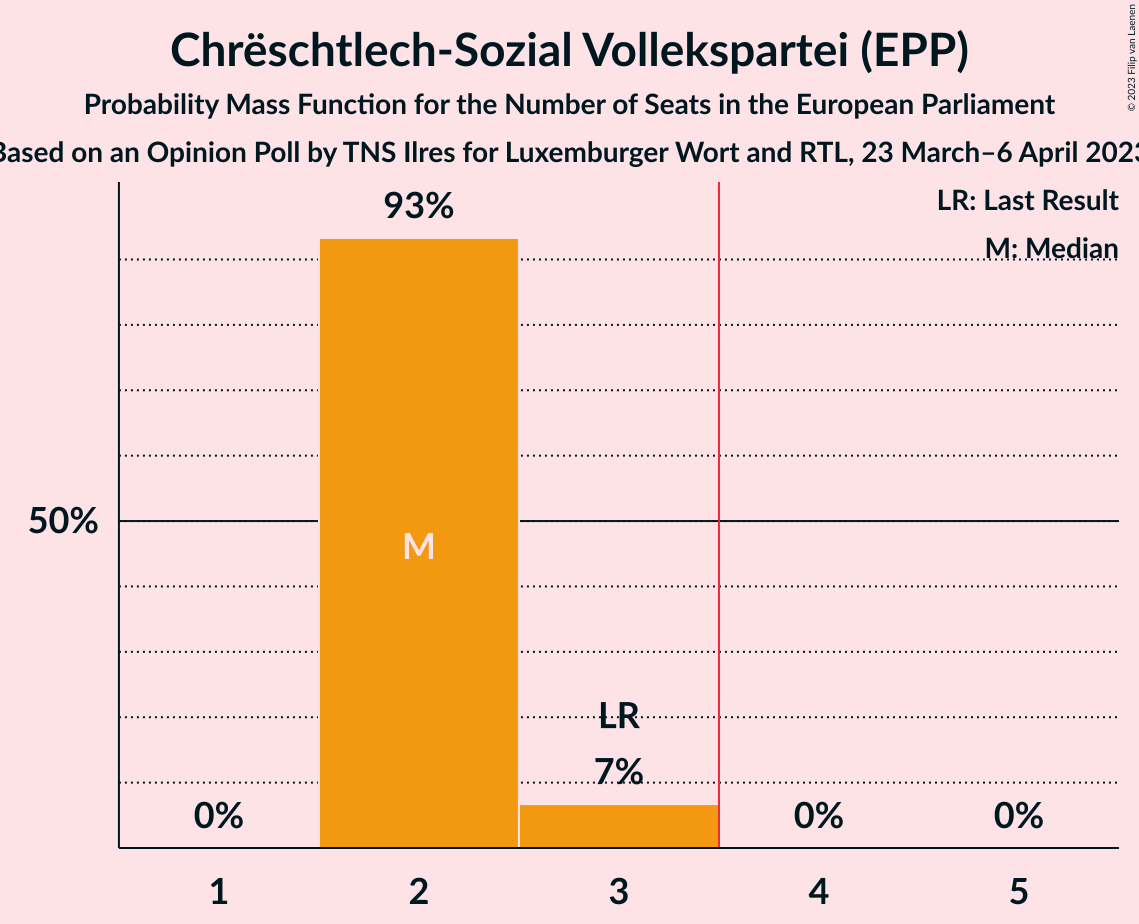 Chrëschtlech-Sozial Vollekspartei (EPP)
Probability Mass Function for the Number of Seats in the European Parliament
Based on an Opinion Poll by TNS Ilres for Luxemburger Wort and RTL, 23 March–6 April 2023
© 2023 Filip van Laenen
LR: Last Result
M: Median
93%
50%
M
LR
7%
0%
0%
0%
1
2
3
4
5